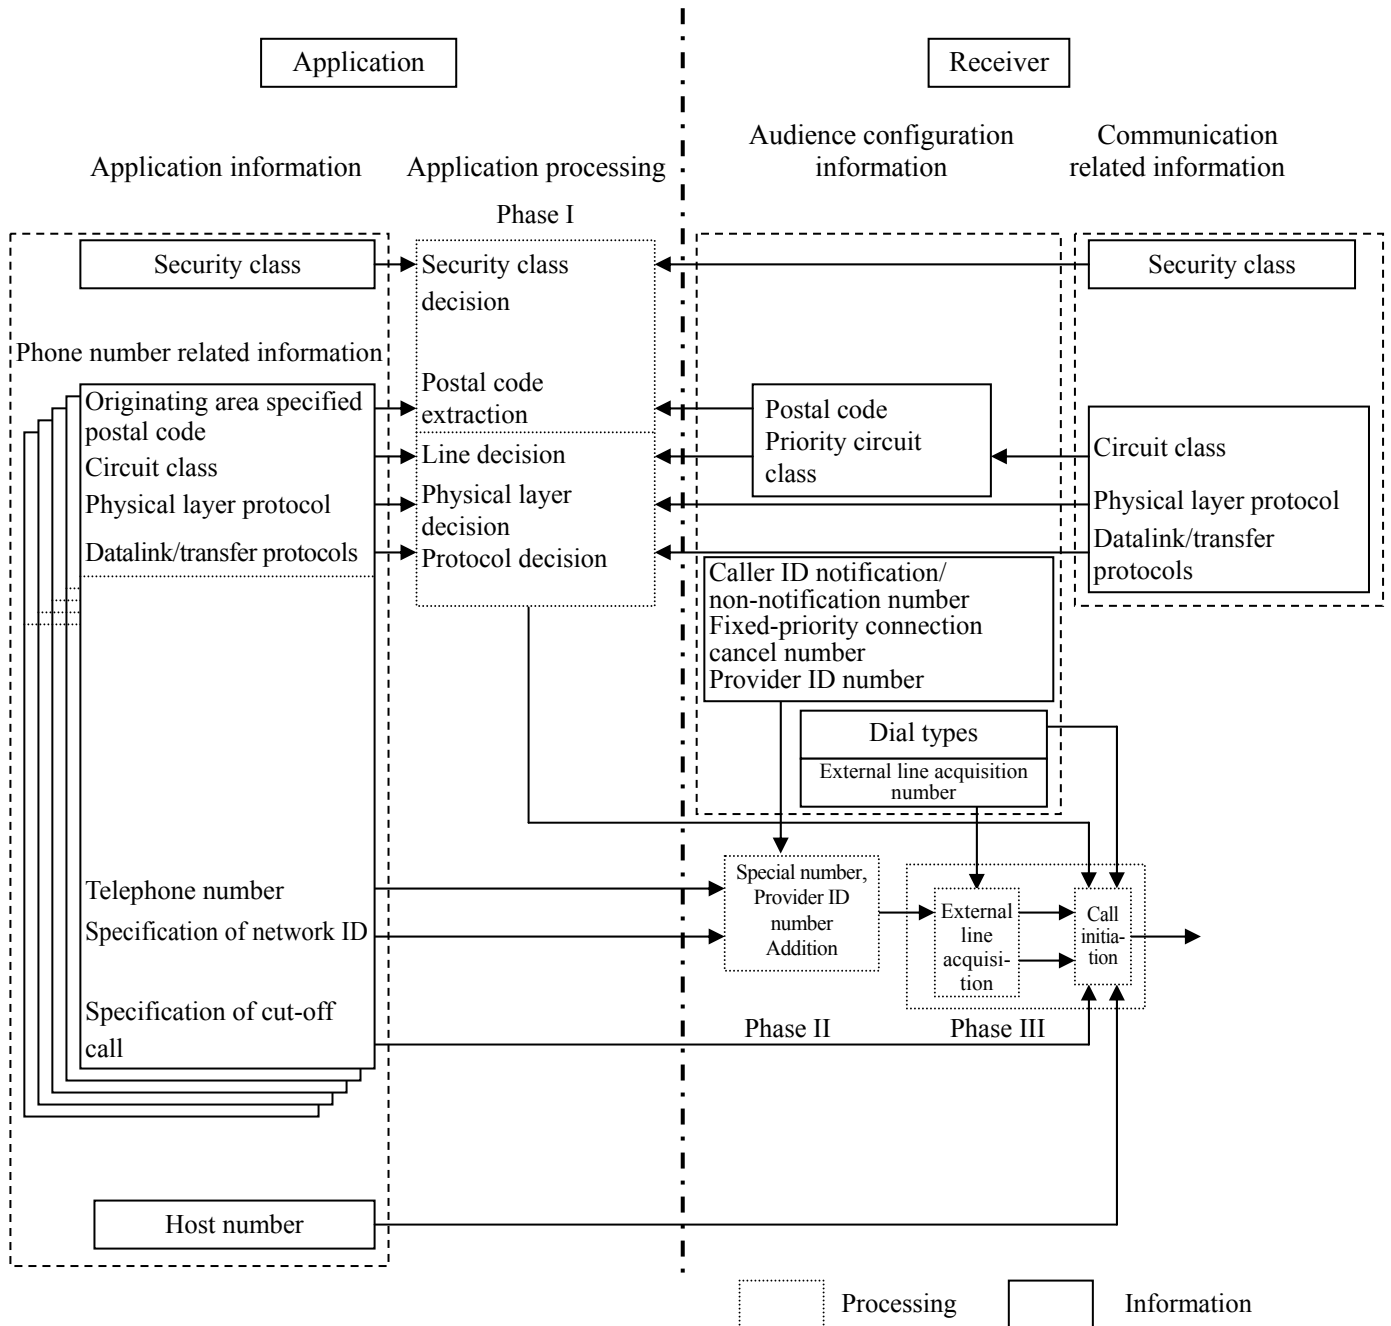 Application
Receiver
Application information
Application processing
Audience configuration
information
Communication
related information
Phase I
Security class
Security class
decision
Security class
Phone number related information
Originating area specified
postal code
Circuit class
Physical layer protocol
Datalink/transfer protocols
Postal code
extraction
Line decision
Physical layer
decision
Protocol decision
Postal code
Priority circuit
class
Circuit class
Physical layer protocol
Datalink/transfer
protocols
Caller ID notification/
non-notification number
Fixed-priority connection
cancel number
Provider ID number
Dial types
External line acquisition
number
Telephone number
Specification of network ID
Specification of cut-off
call
Special number,
Provider ID
number
Addition
External
line
acquisi-
tion
Call
initia-
tion
Phase II
Phase III
Host number
Processing
Information